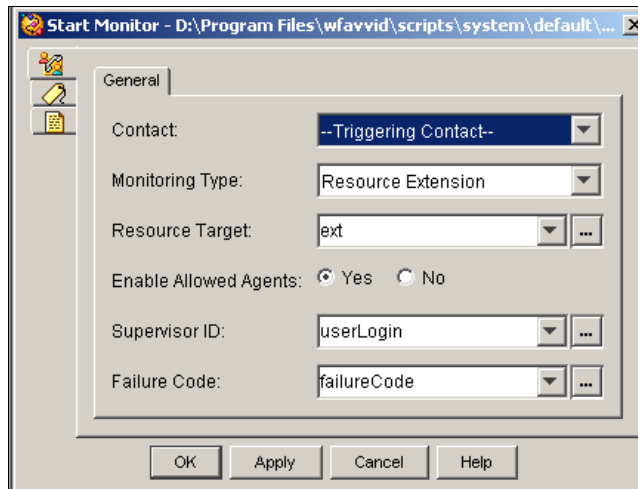 Start Monitor - D:\Program Files\wfavvid\scripts\system\default\...
General
Contact: --Triggering Contact--
Monitoring Type: Resource Extension
Resource Target: ext ...
Enable Allowed Agents: Yes No
Supervisor ID: userLogin ...
Failure Code: failureCode ...
OK Apply Cancel Help